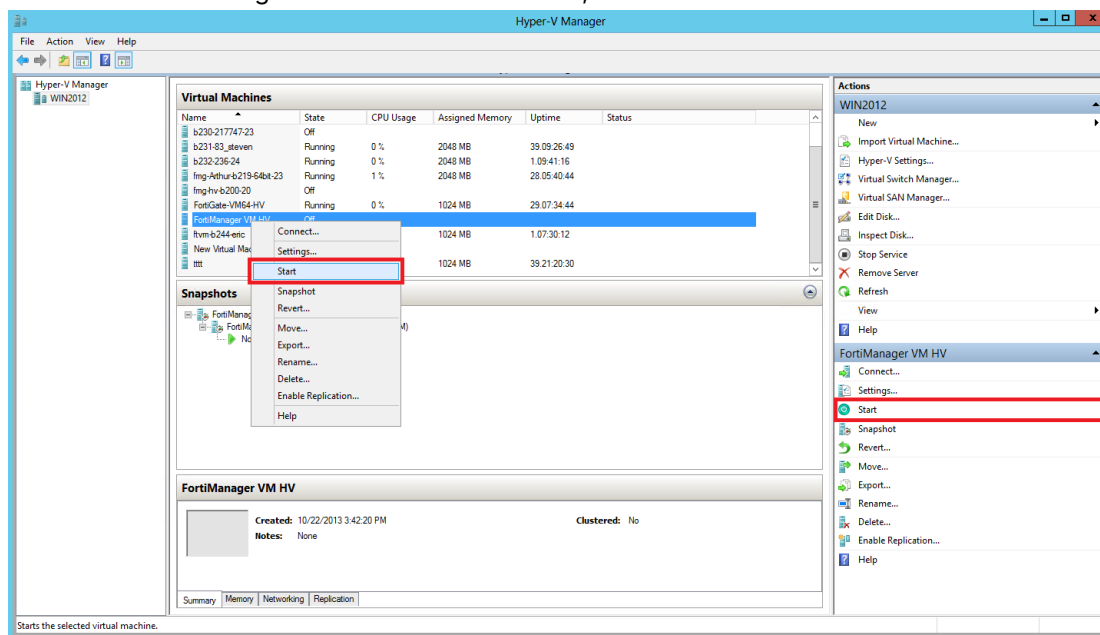 Hyper-V Manager
File Action View Help
Hyper-V Manager
WIN2012
Virtual Machines
Name State CPU Usage Assigned Memory Uptime Status
b230-217747-23 Off
b231-83_steven Running 0 % 2048 MB 39.09:26:49
b232-236-24 Running 0 % 2048 MB 1.09:41:16
fmg-Arthur-b219-64bit-23 Running 1 % 2048 MB 28.05:40:44
fmg-hv-b200-20 Off
FortiGate-VM64-HV Running 0 % 1024 MB 29.07:34:44
FortiManager VM HV Off
ftvm-b244-eric 1024 MB 1.07:30:12
New Virtual Mac
tttt 1024 MB 39.21:20:30
Connect...
Settings...
Start
Snapshot
Revert...
Move...
Export...
Rename...
Delete...
Enable Replication...
Help
Snapshots
FortiManag
FortiMa
No
Actions
WIN2012
New
Import Virtual Machine...
Hyper-V Settings...
Virtual Switch Manager...
Virtual SAN Manager...
Edit Disk...
Inspect Disk...
Stop Service
Remove Server
Refresh
View
Help
FortiManager VM HV
Connect...
Settings...
Start
Snapshot
Revert...
Move...
Export...
Rename...
Delete...
Enable Replication...
Help
FortiManager VM HV
Created: 10/22/2013 3:42:20 PM Clustered: No
Notes: None
Summary Memory Networking Replication
Starts the selected virtual machine.